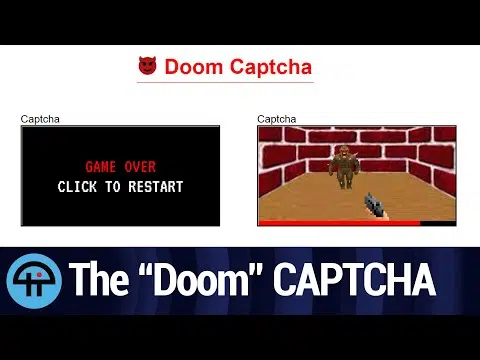 😈 Doom Captcha
Captcha
Captcha
GAME OVER
CLICK TO RESTART
The “Doom” CAPTCHA